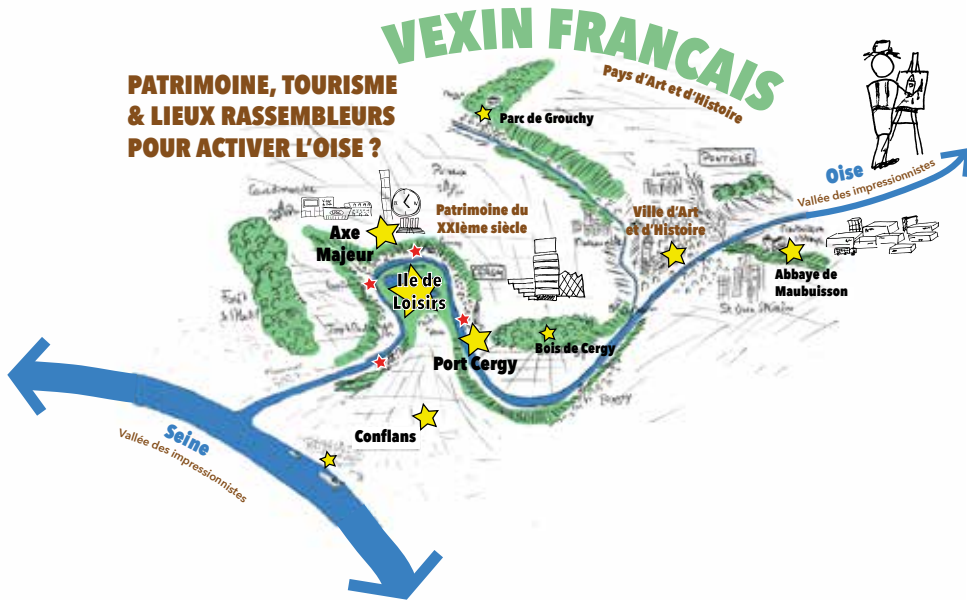 VEXIN FRANCAIS
Pays d'Art et d'Histoire
PATRIMOINE, TOURISME
& LIEUX RASSEMBLEURS
POUR ACTIVER L'OISE ?
Parc de Grouchy
PONTOISE
Oise
Vallée des impressionnistes
Patrimoine du
XXIème siècle
Ville d'Art
et d'Histoire
Axe
Majeur
Ile de
Loisirs
CERGY
Abbaye de
Maubuisson
Port Cergy
Bois de Cergy
Conflans
Seine
Vallée des impressionnistes